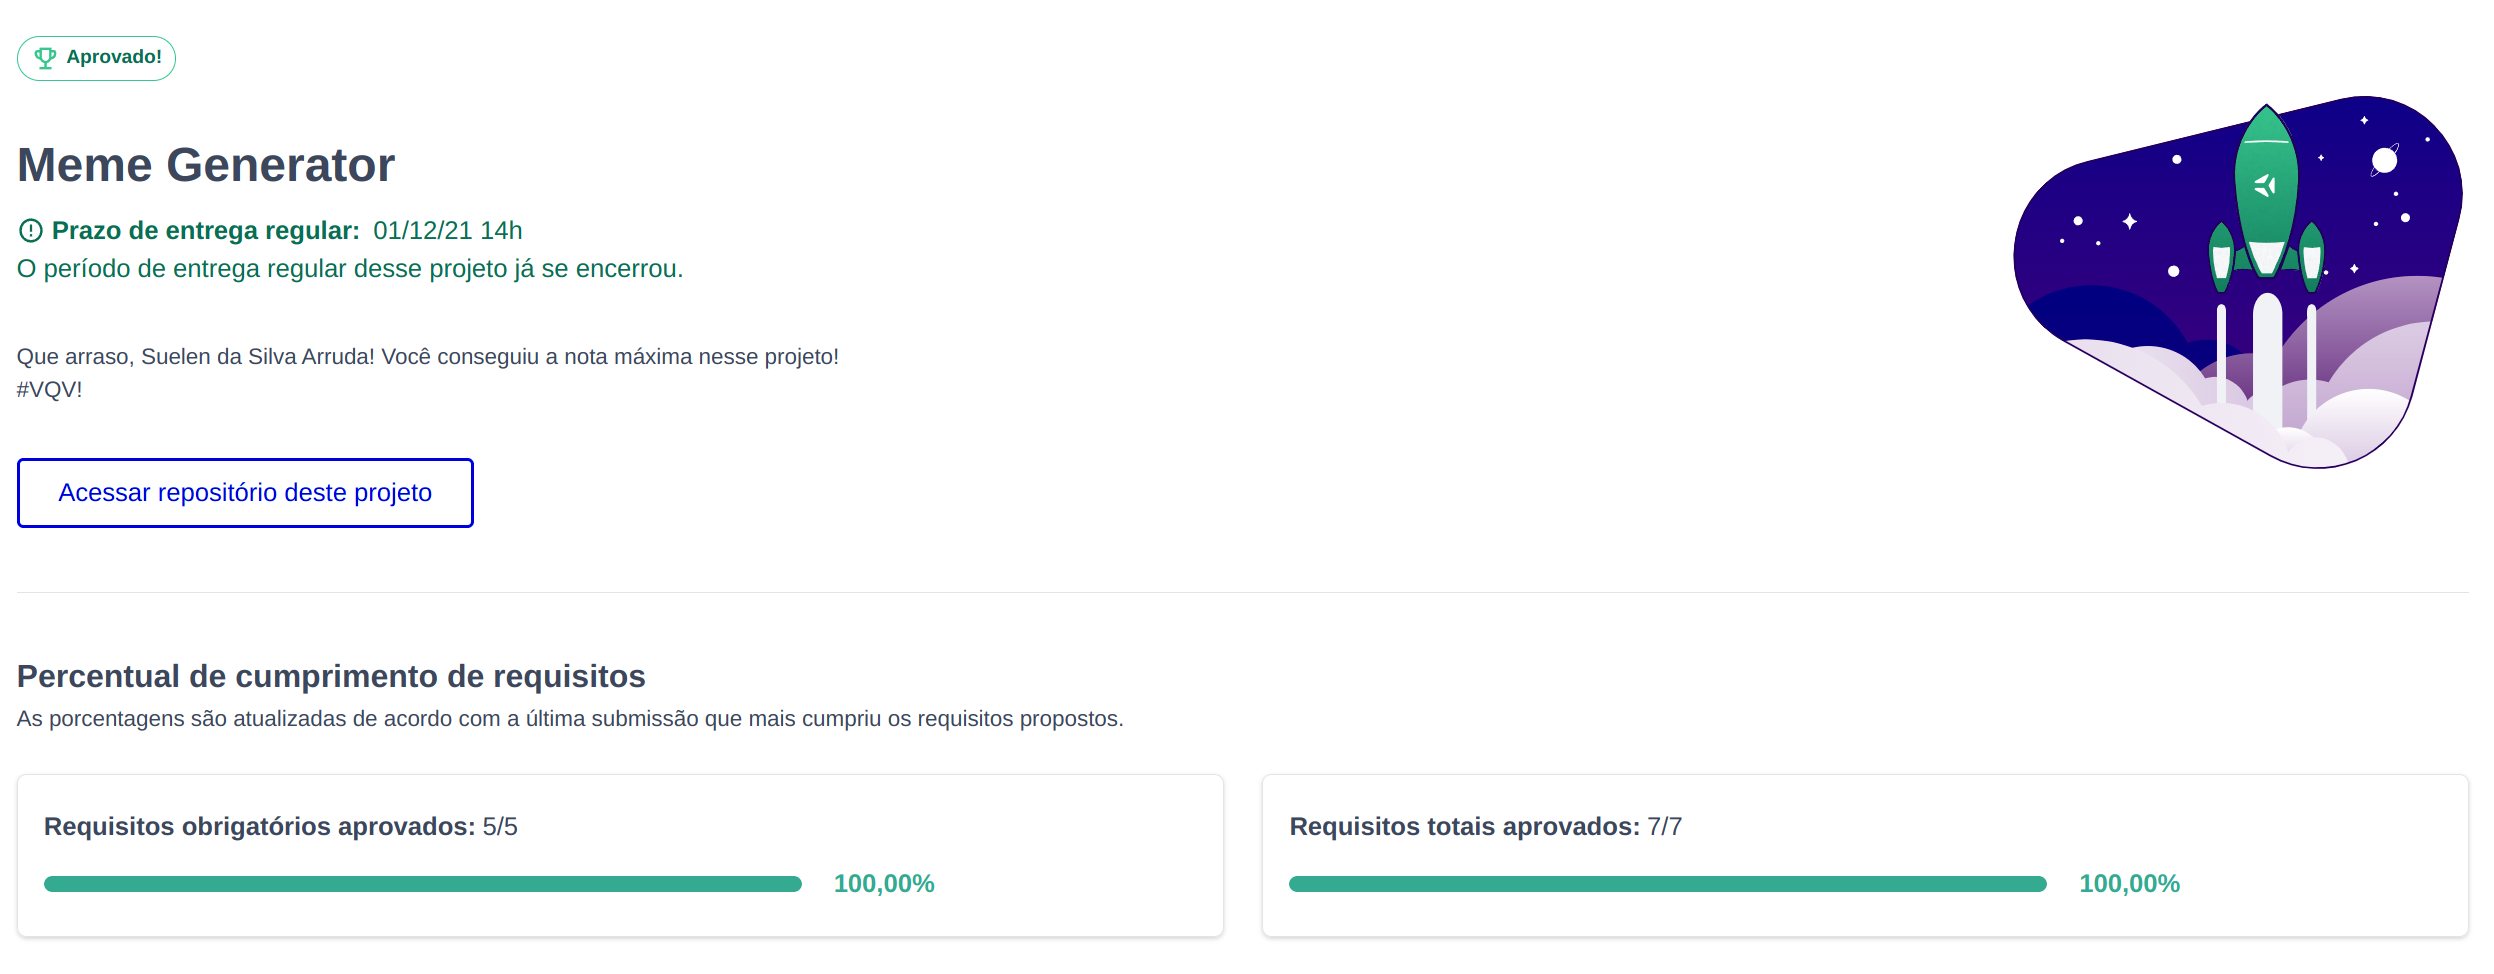 Aprovado!
Meme Generator
Prazo de entrega regular: 01/12/21 14h
O período de entrega regular desse projeto já se encerrou.
Que arraso, Suelen da Silva Arruda! Você conseguiu a nota máxima nesse projeto!
#VQV!
Acessar repositório deste projeto
Percentual de cumprimento de requisitos
As porcentagens são atualizadas de acordo com a última submissão que mais cumpriu os requisitos propostos.
Requisitos obrigatórios aprovados: 5/5
100,00%
Requisitos totais aprovados: 7/7
100,00%